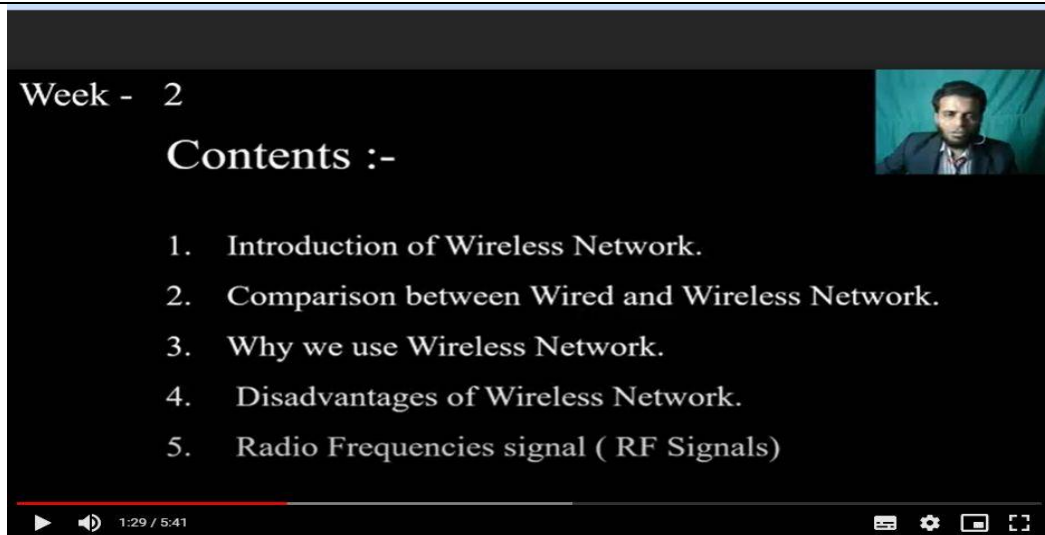 Week - 2
Contents :-
1. Introduction of Wireless Network.
2. Comparison between Wired and Wireless Network.
3. Why we use Wireless Network.
4. Disadvantages of Wireless Network.
5. Radio Frequencies signal ( RF Signals)
1:29 / 5:41